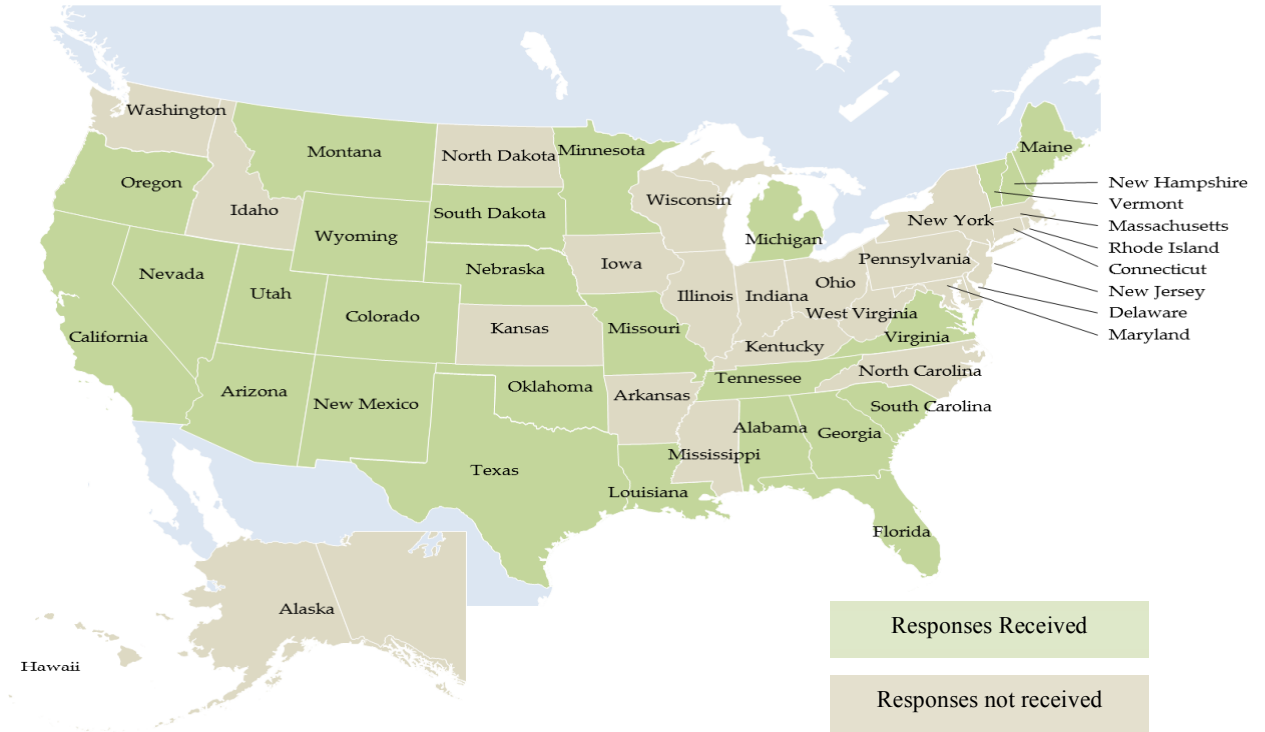 Washington
Montana
North Dakota
Minnesota
Maine
Oregon
Idaho
Wyoming
South Dakota
Wisconsin
Michigan
New York
New Hampshire
Vermont
Massachusetts
Rhode Island
Connecticut
New Jersey
Delaware
Maryland
Nevada
Utah
Colorado
Nebraska
Iowa
Illinois
Indiana
Ohio
Pennsylvania
West Virginia
Virginia
California
Kansas
Missouri
Kentucky
North Carolina
Arizona
New Mexico
Oklahoma
Arkansas
Tennessee
South Carolina
Texas
Louisiana
Mississippi
Alabama
Georgia
Florida
Alaska
Hawaii
Responses Received
Responses not received